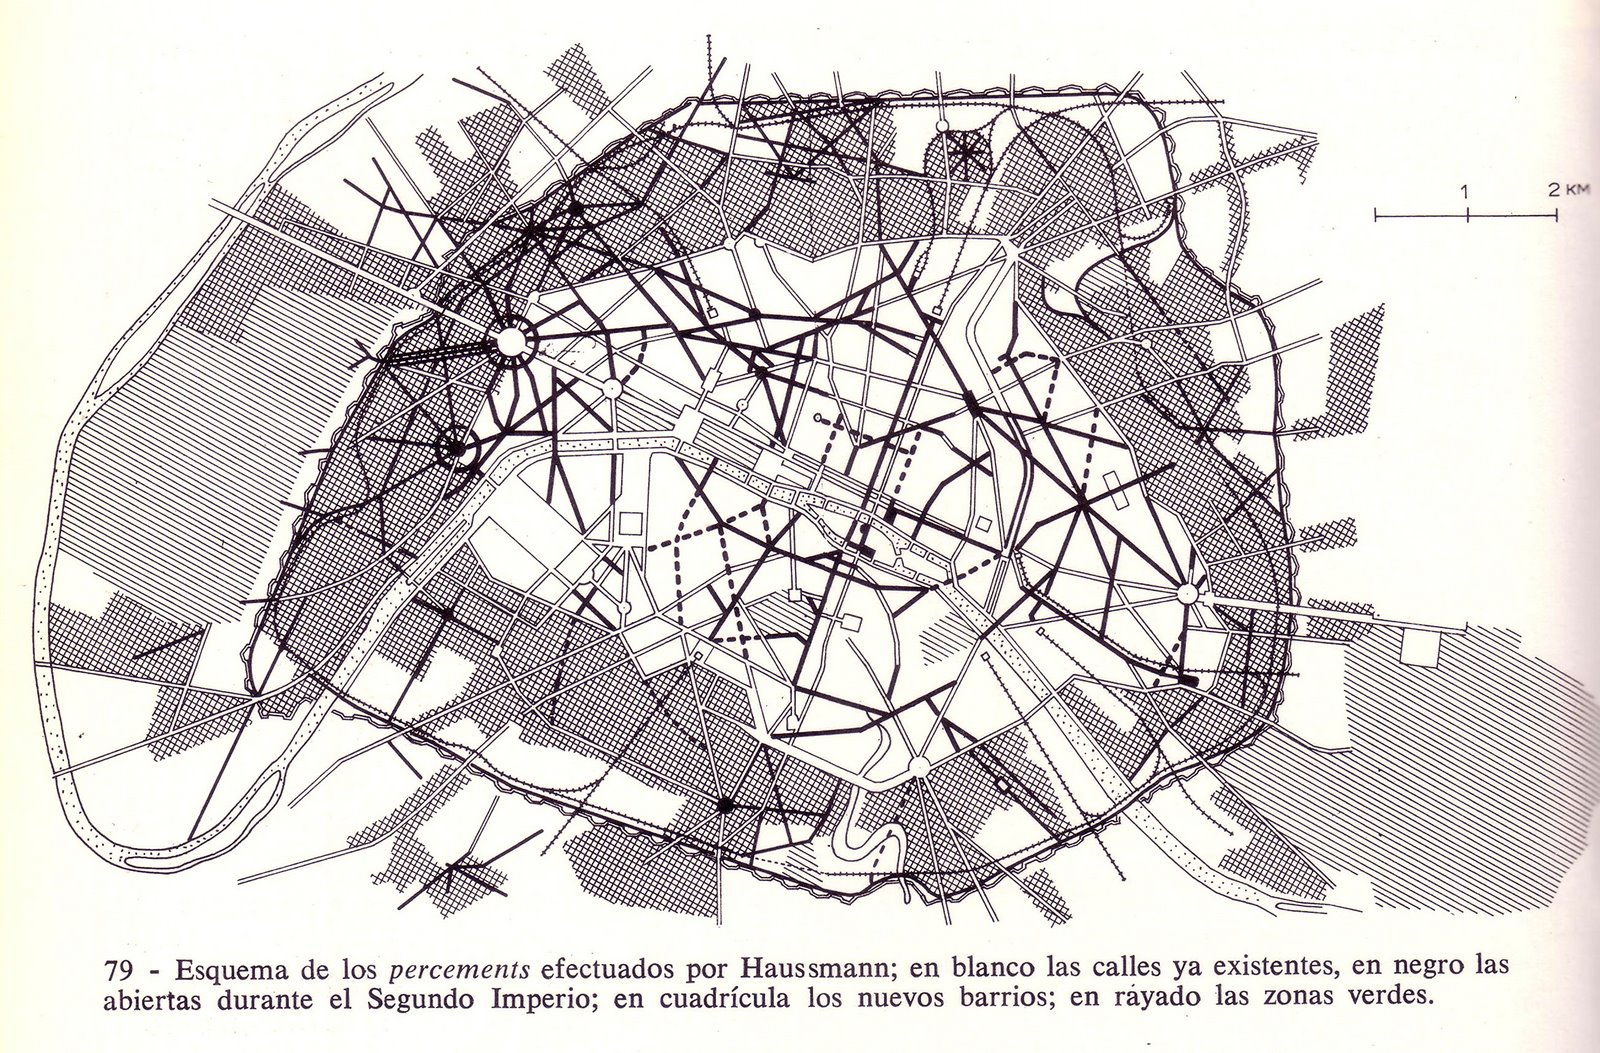 1
2 KM
79 - Esquema de los percements efectuados por Haussmann; en blanco las calles ya existentes, en negro las
abiertas durante el Segundo Imperio; en cuadrícula los nuevos barrios; en rayado las zonas verdes.